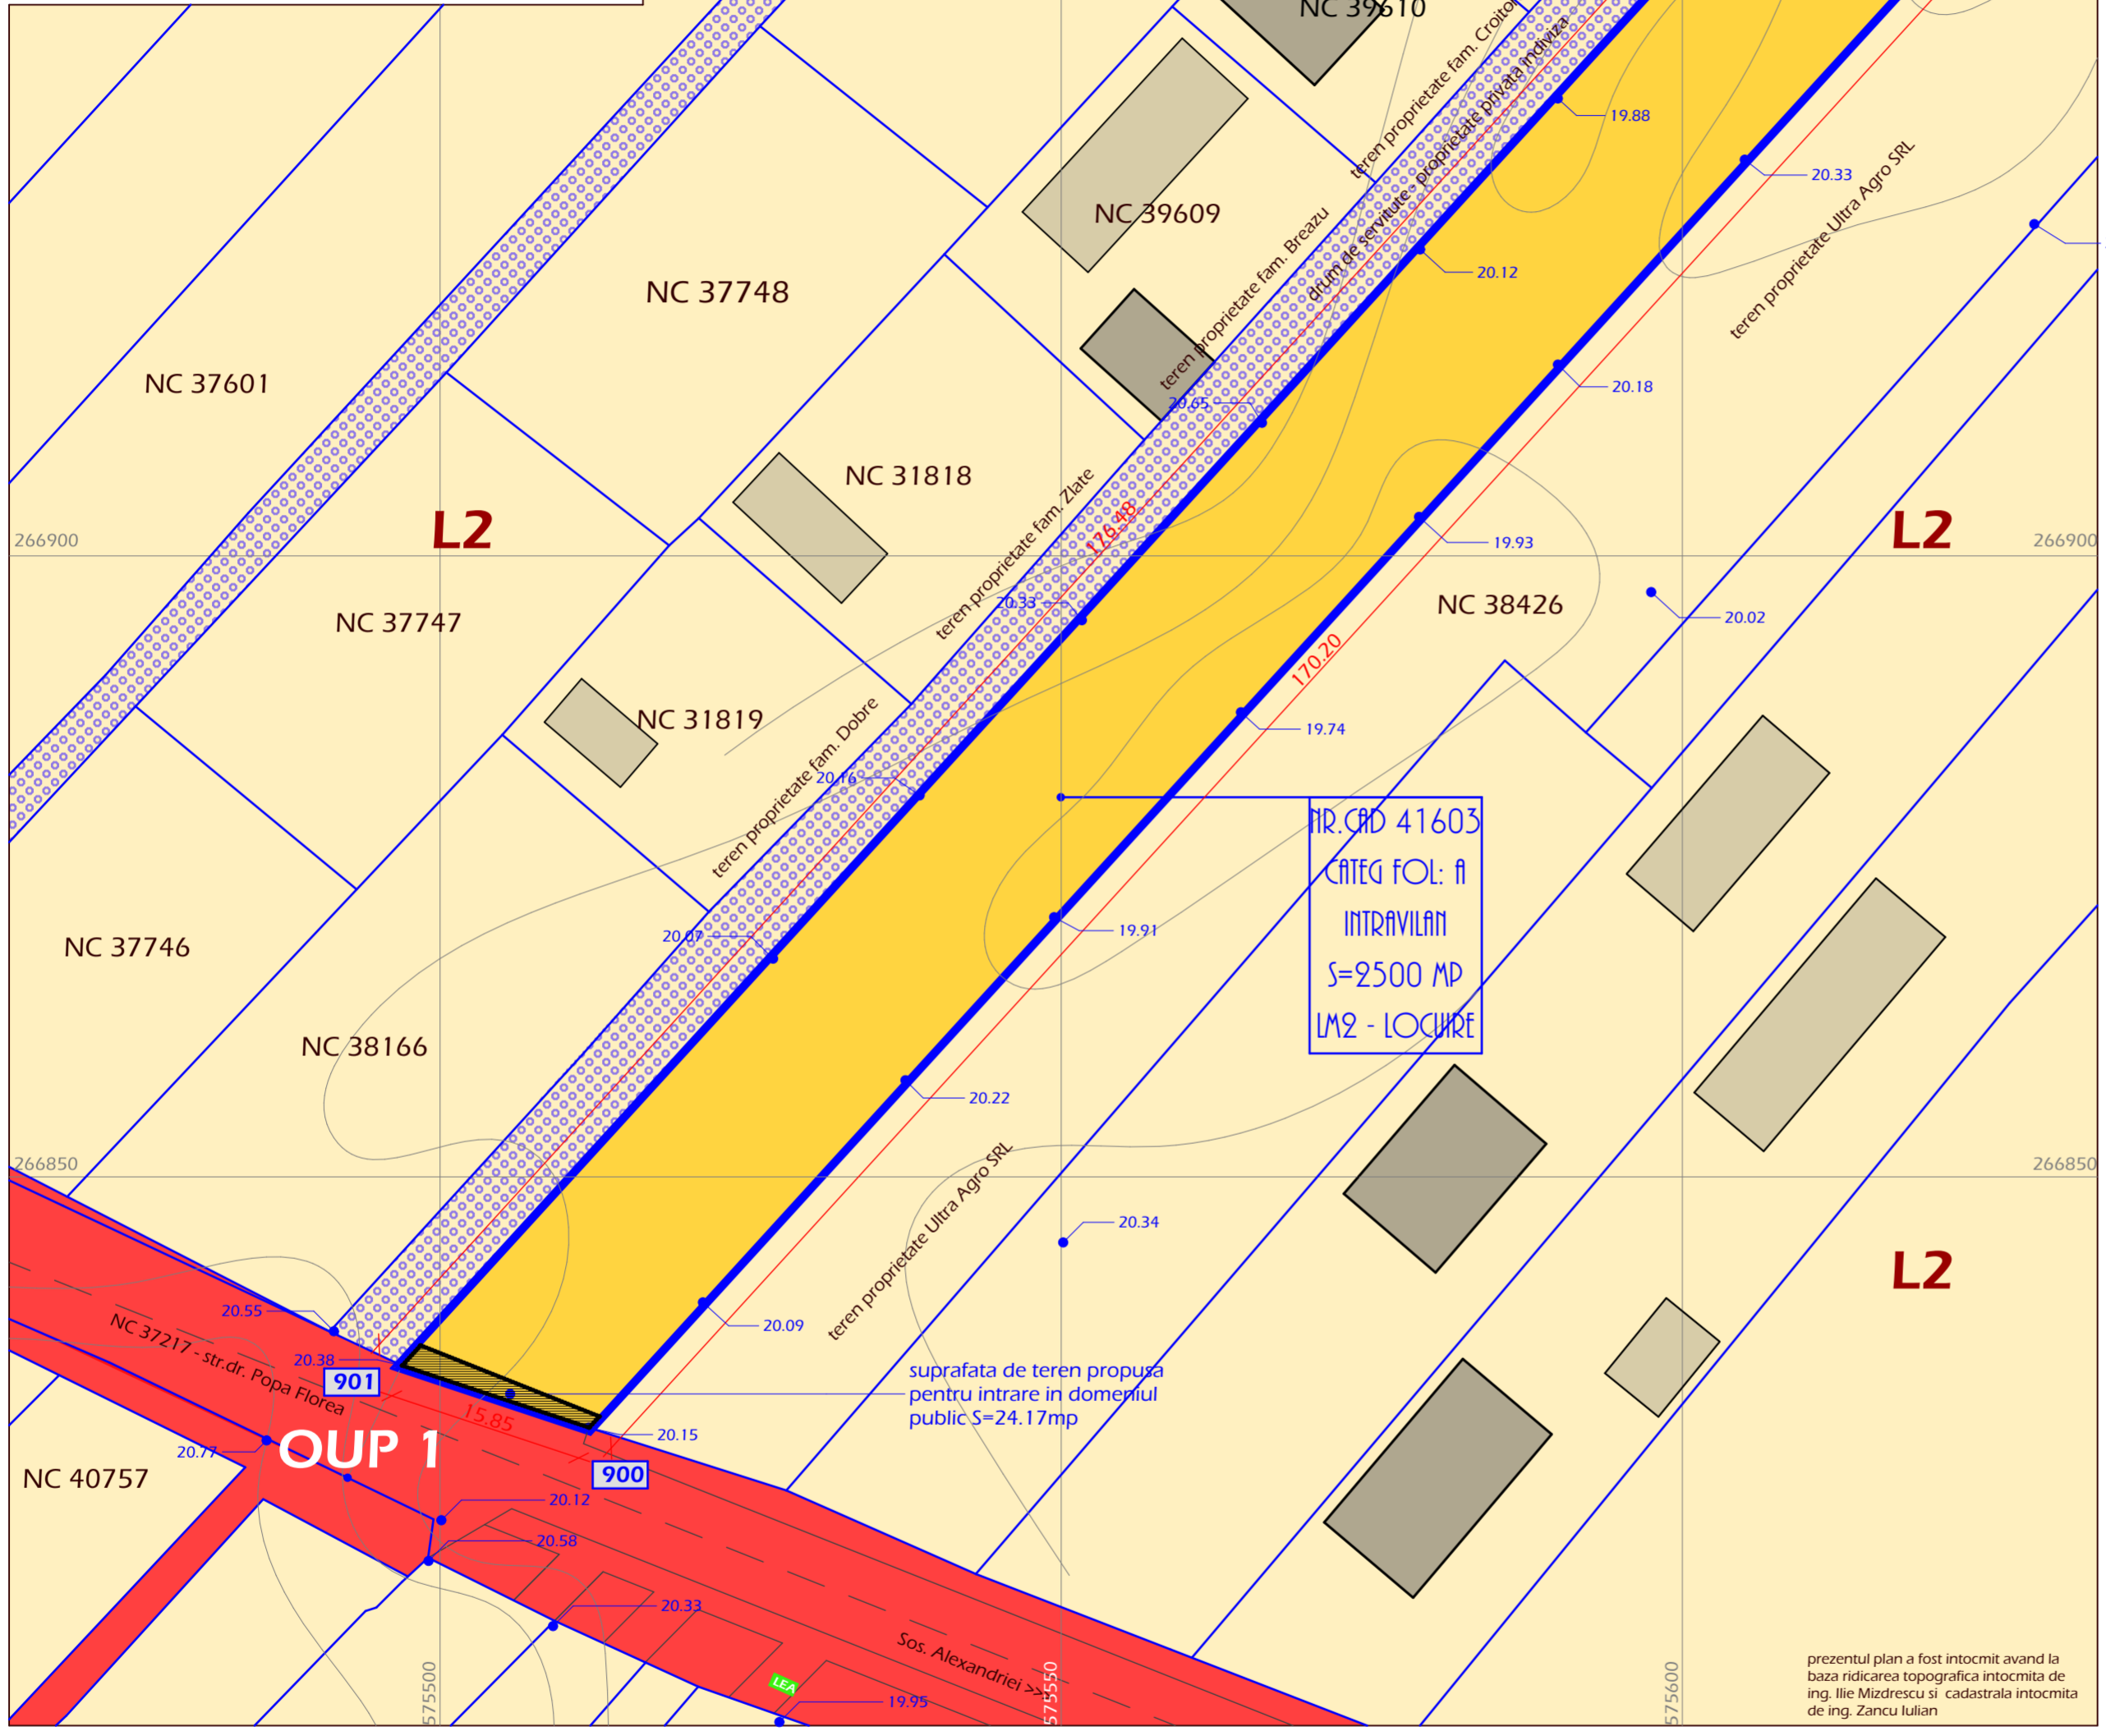 NC 39610
teren proprietate fam. Croitoru
drum de servitute - proprietate privata indiviza
19.88
20.33
teren proprietate Ultra Agro SRL
NC 39609
teren proprietate fam. Breazu
20.12
NC 37748
NC 37601
20.18
20.65
NC 31818
teren proprietate fam. Zlate
176.48
L2
L2
266900
266900
19.93
NC 37747
20.33
NC 38426
20.02
170.20
NC 31819
teren proprietate fam. Dobre
20.16
19.74
NR.CAD 41603
CATEG FOL: A
INTRAVILAN
S=2500 MP
LM2 - LOCUIRE
NC 37746
20.07
19.91
NC 38166
20.22
266850
266850
teren proprietate Ultra Agro SRL
20.34
L2
20.55
20.09
NC 37217 - str.dr. Popa Florea
20.38
901
suprafata de teren propusa
pentru intrare in domeniul
public S=24.17mp
15.85
20.15
OUP 1
20.77
900
NC 40757
20.12
20.58
20.33
Sos. Alexandriei >>>
LEA
19.95
575500
575550
575600
prezentul plan a fost intocmit avand la
baza ridicarea topografica intocmita de
ing. Ilie Mizdrescu si cadastrala intocmita
de ing. Zancu Iulian